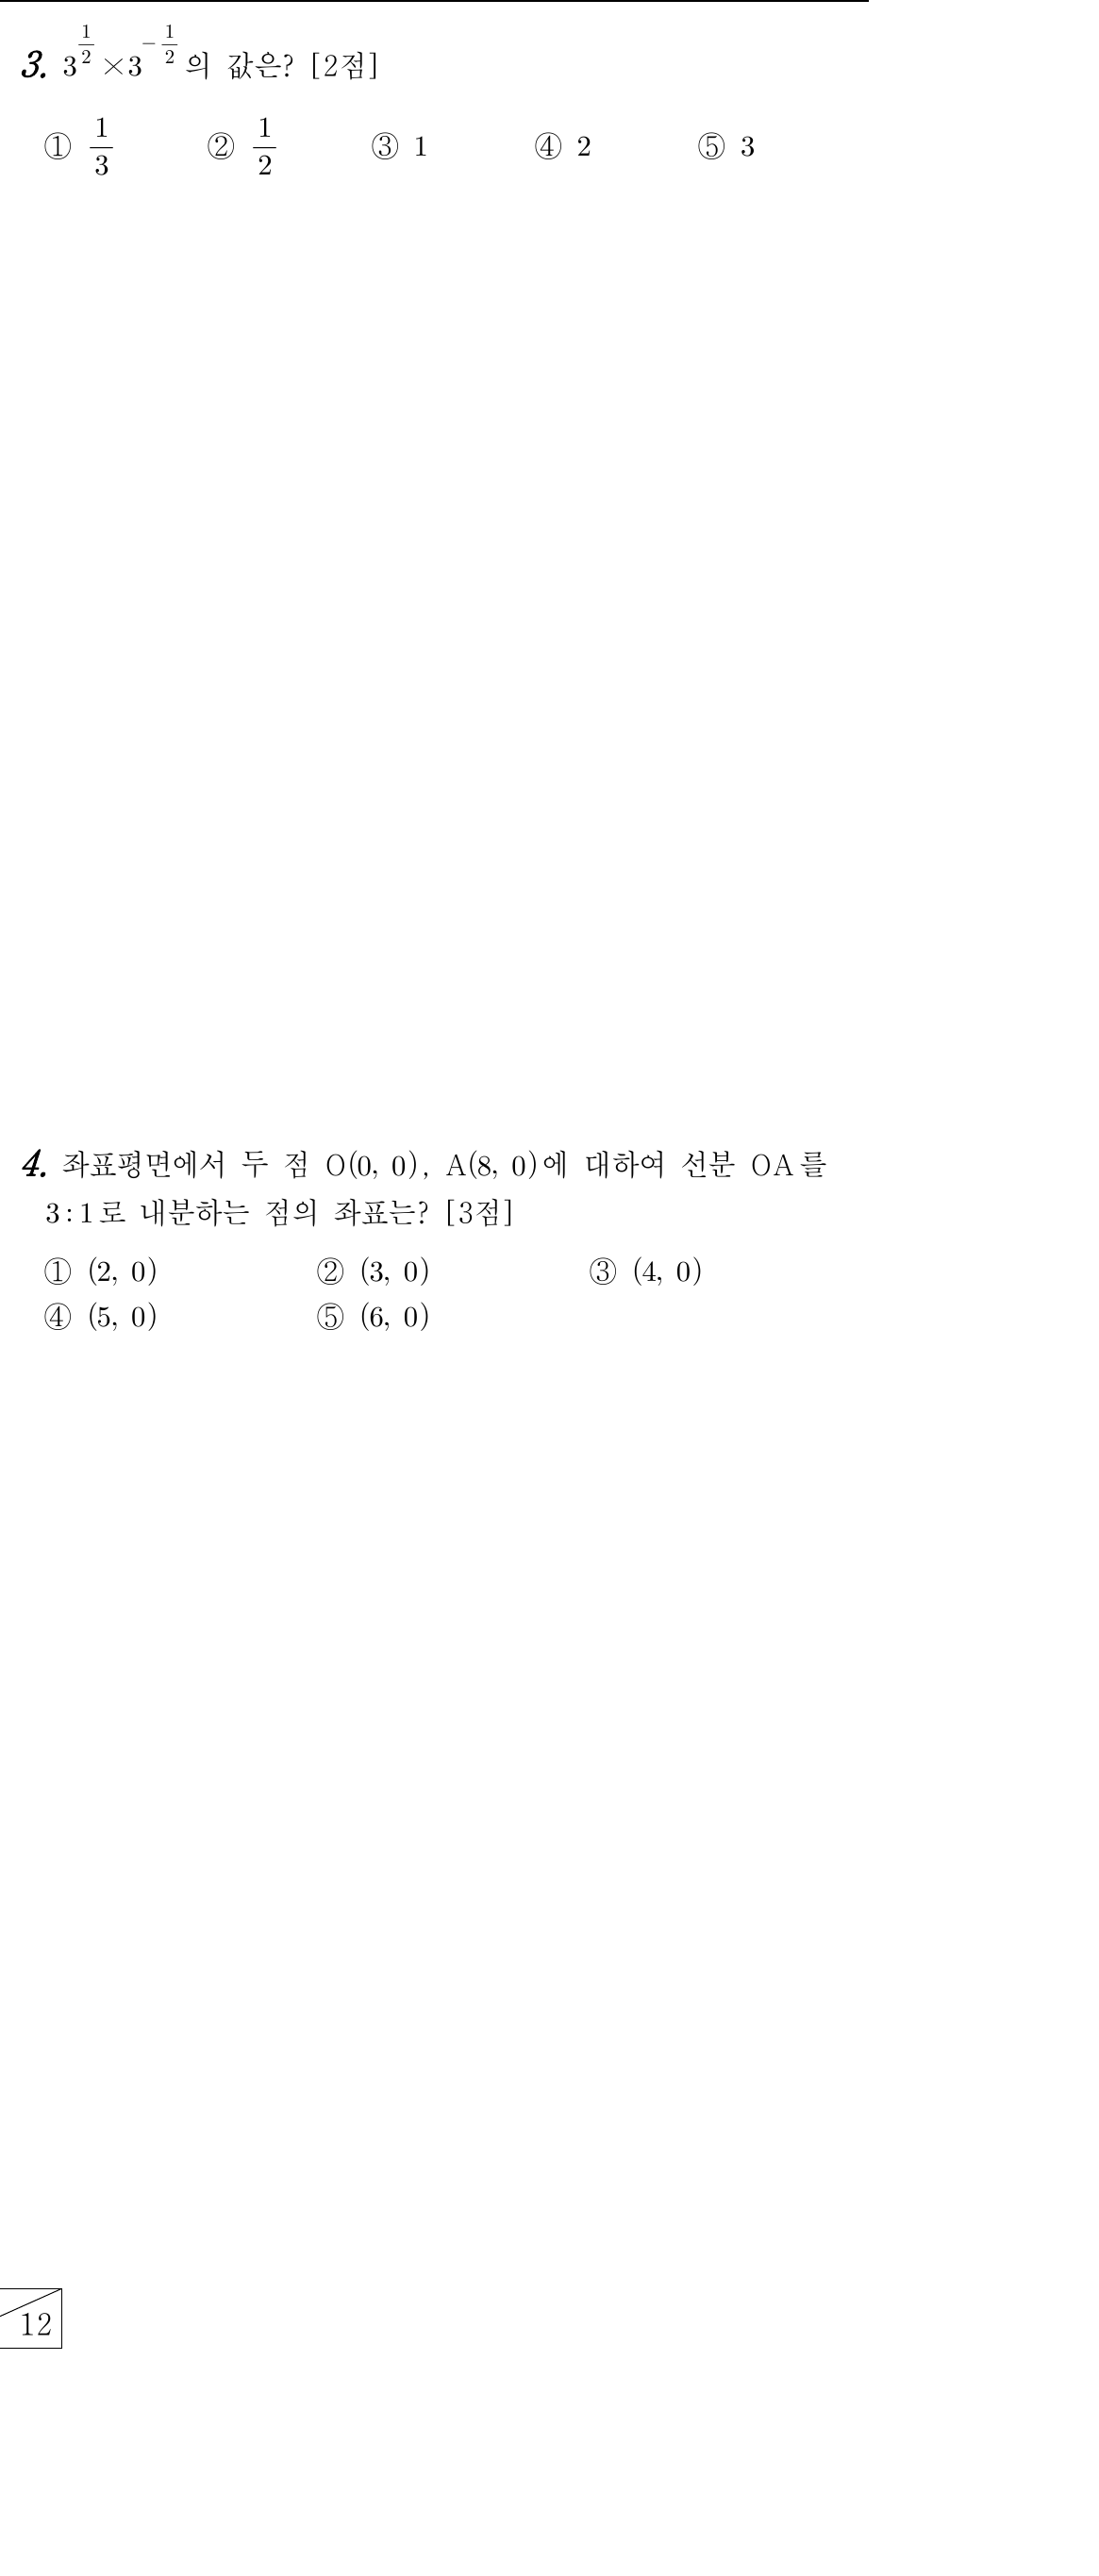 3. 3^{\frac{1}{2}} × 3^{-\frac{1}{2}} 의 값은? [2점]
① \frac{1}{3} ② \frac{1}{2} ③ 1 ④ 2 ⑤ 3
4. 좌표평면에서 두 점 O(0, 0), A(8, 0)에 대하여 선분 OA를
3 : 1로 내분하는 점의 좌표는? [3점]
① (2, 0) ② (3, 0) ③ (4, 0)
④ (5, 0) ⑤ (6, 0)
12